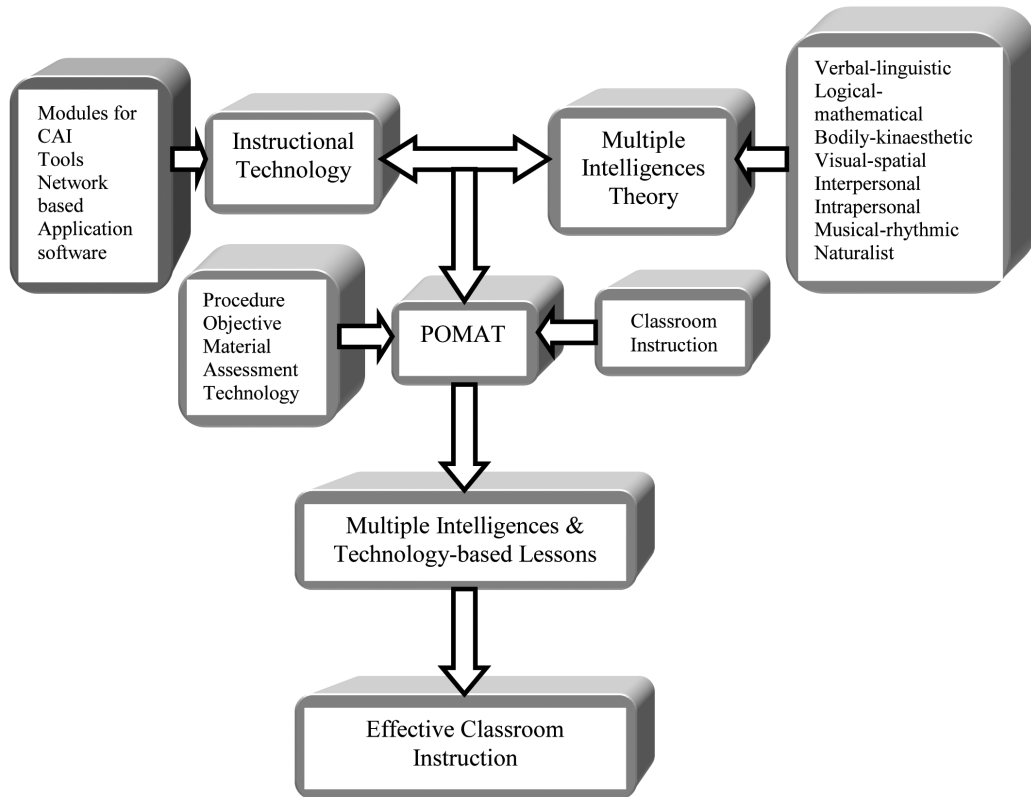 Modules for
CAI
Tools
Network
based
Application
software
Instructional
Technology
Multiple
Intelligences
Theory
Verbal-linguistic
Logical-
mathematical
Bodily-kinaesthetic
Visual-spatial
Interpersonal
Intrapersonal
Musical-rhythmic
Naturalist
Procedure
Objective
Material
Assessment
Technology
POMAT
Classroom
Instruction
Multiple Intelligences &
Technology-based Lessons
Effective Classroom
Instruction